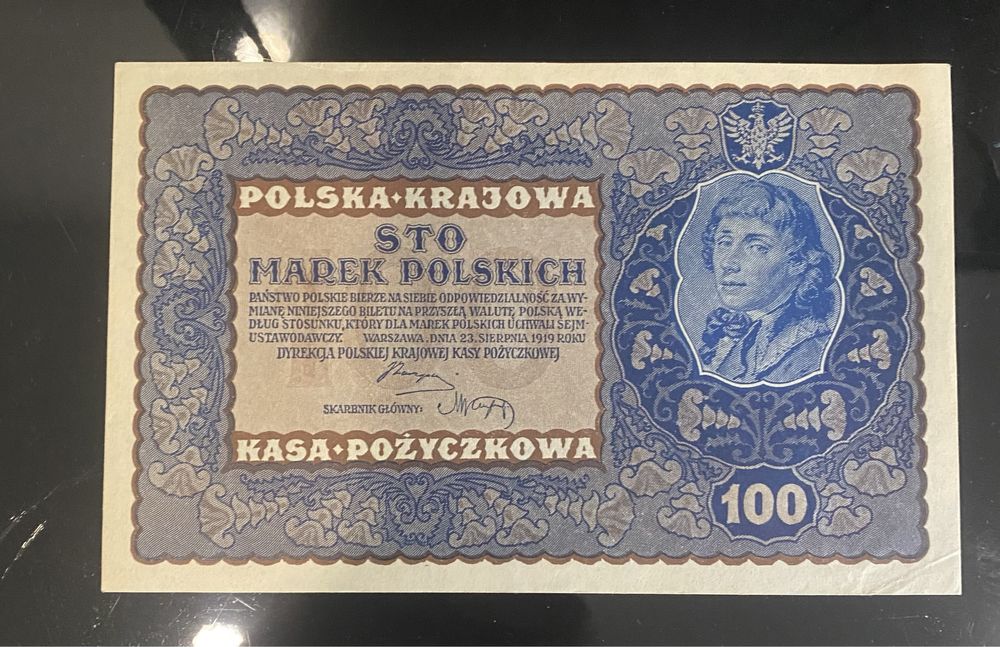 POLSKA·KRAJOWA
STO
MAREK POLSKICH
PAŃSTWO POLSKIE BIERZE NA SIEBIE ODPOWIEDZIALNOŚĆ ZA WY-
MIANĘ NINIEJSZEGO BILETU NA PRZYSZŁĄ WALUTĘ POLSKĄ WE-
DŁUG STOSUNKU, KTÓRY DLA MAREK POLSKICH UCHWALI SEJM-
USTAWODAWCZY. WARSZAWA, DNIA 23. SIERPNIA 1919 ROKU
DYREKCJA POLSKIEJ KRAJOWEJ KASY POŻYCZKOWEJ
SKARBNIK GŁÓWNY:
KASA·POŻYCZKOWA
100